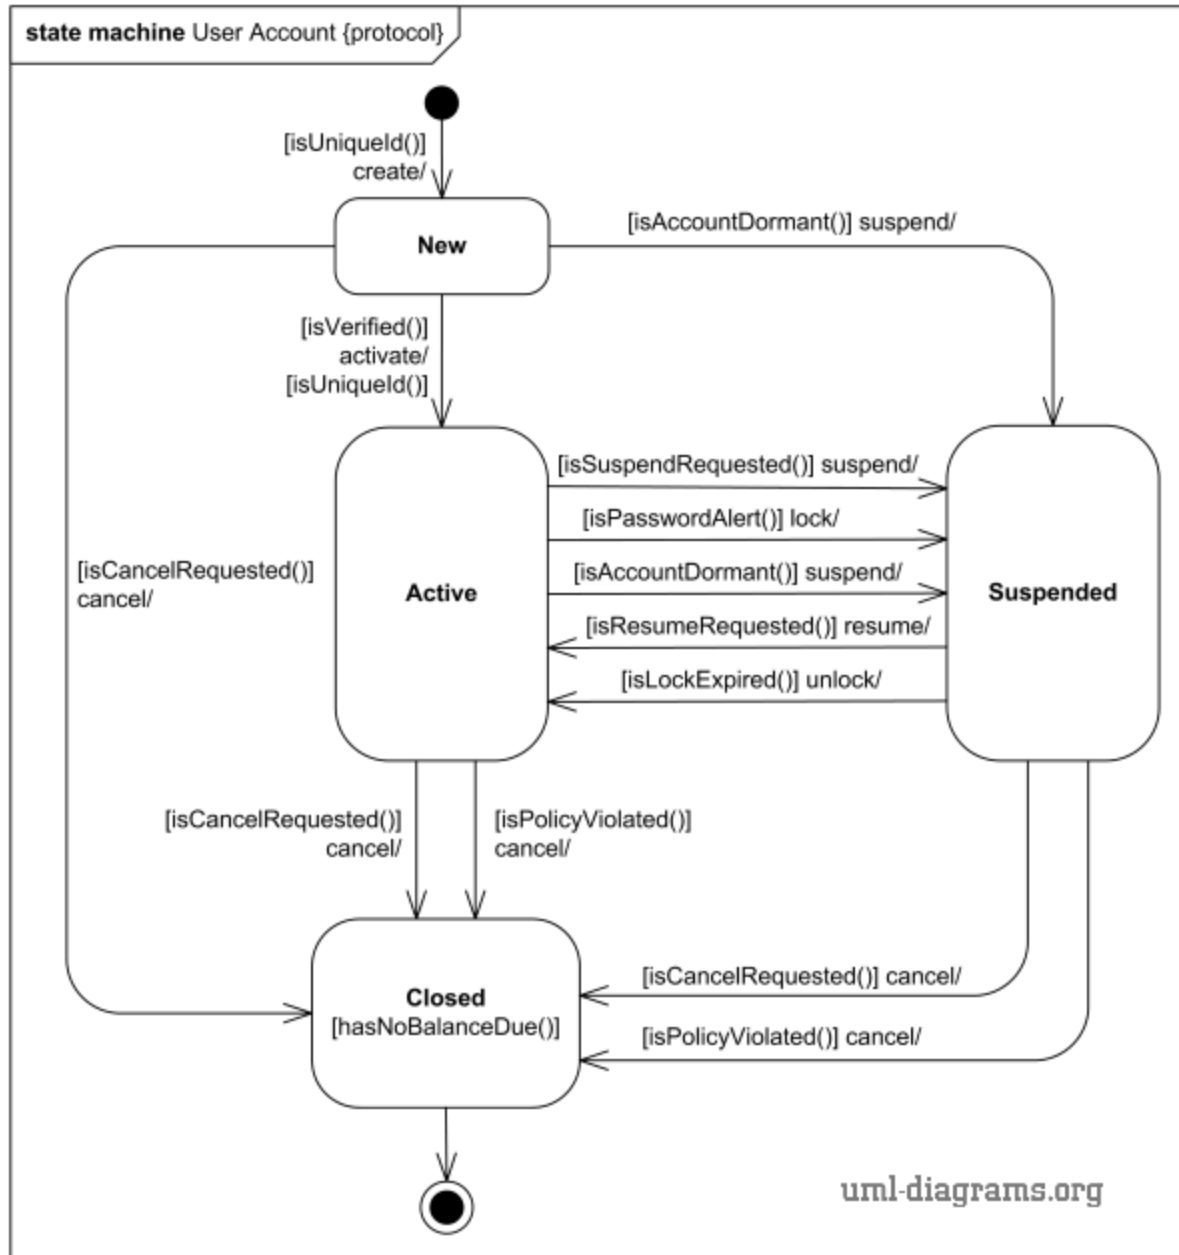 state machine User Account {protocol}
[isUniqueId()]
create/
New
[isAccountDormant()] suspend/
[isVerified()]
activate/
[isUniqueId()]
[isSuspendRequested()] suspend/
[isPasswordAlert()] lock/
[isCancelRequested()]
cancel/
Active
[isAccountDormant()] suspend/
Suspended
[isResumeRequested()] resume/
[isLockExpired()] unlock/
[isCancelRequested()]
cancel/
[isPolicyViolated()]
cancel/
Closed
[hasNoBalanceDue()]
[isCancelRequested()] cancel/
[isPolicyViolated()] cancel/
uml-diagrams.org